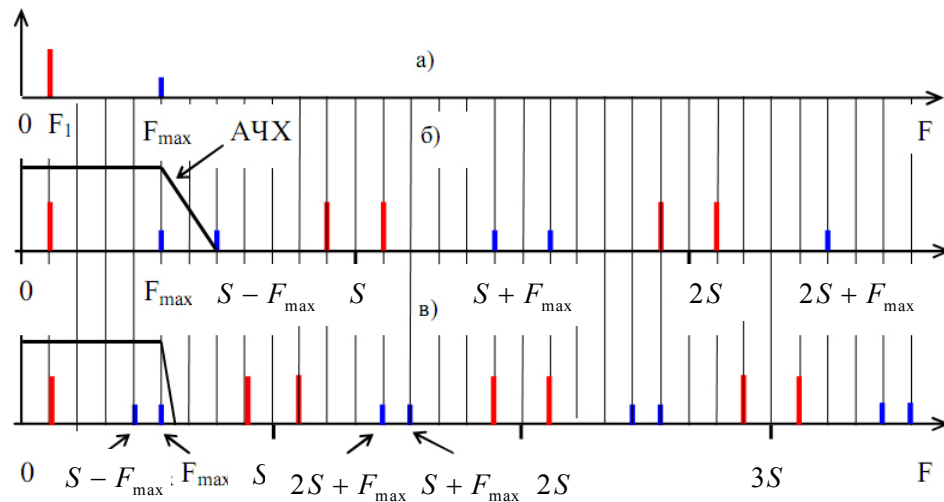 а)
0 F₁ Fmax АЧХ б) F
0 Fmax S − Fmax S S + Fmax 2S 2S + Fmax
в)
0 S − Fmax Fmax S 2S + Fmax S + Fmax 2S 3S F